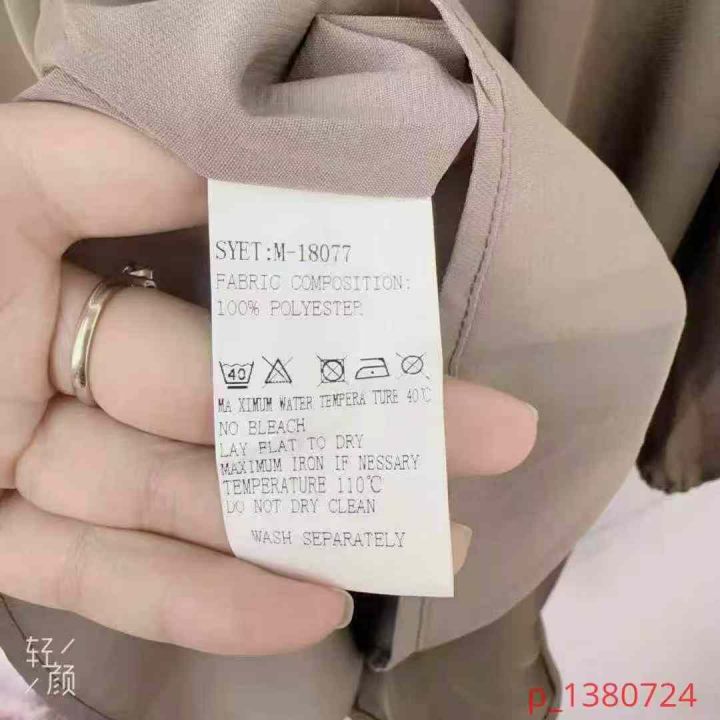 SYET:M-18077
FABRIC COMPOSITION:
100% POLYESTER
40
MA XIMUM WATER TEMPERA TURE 40℃
NO BLEACH
LAY FLAT TO DRY
MAXIMUM IRON IF NESSARY
TEMPERATURE 110℃
DO NOT DRY CLEAN
WASH SEPARATELY
轻/
/颜
p_1380724